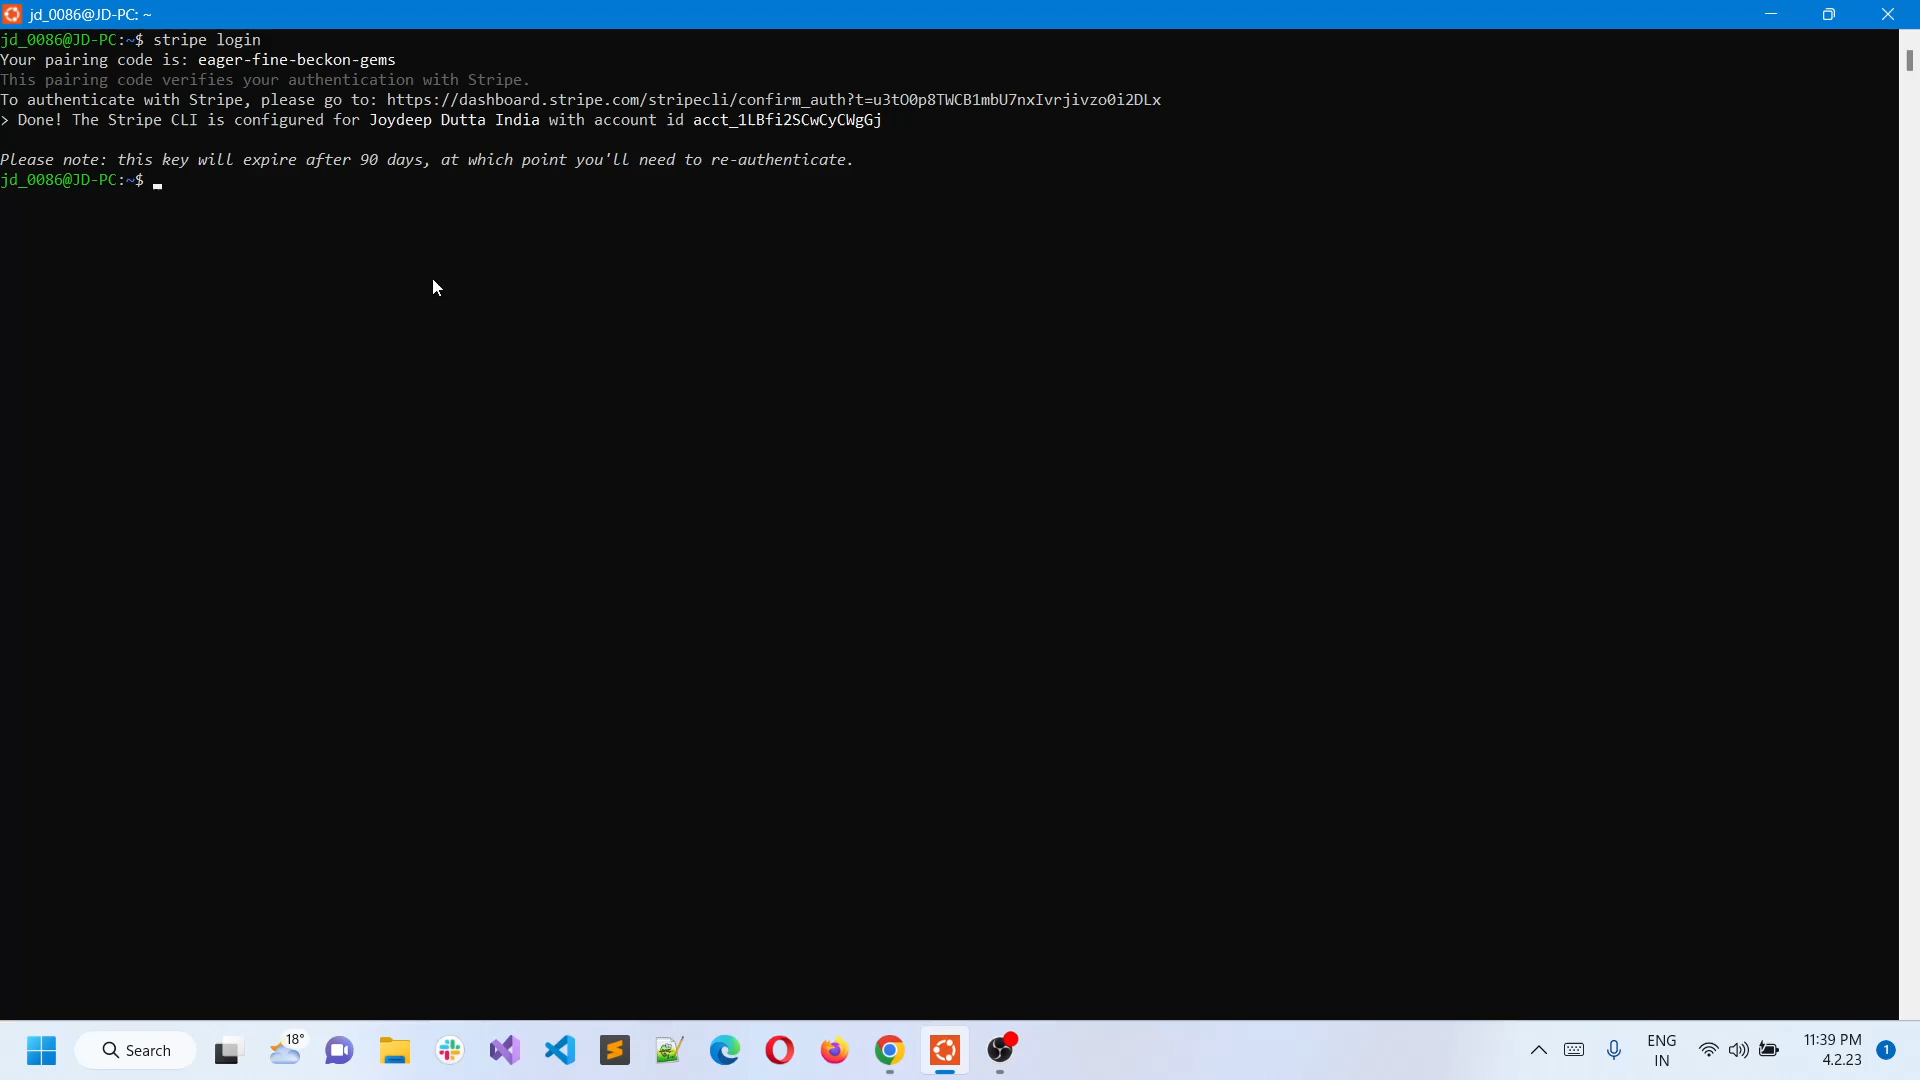 jd_0086@JD-PC: ~
jd_0086@JD-PC:~$ stripe login
Your pairing code is: eager-fine-beckon-gems
This pairing code verifies your authentication with Stripe.
To authenticate with Stripe, please go to: https://dashboard.stripe.com/stripecli/confirm_auth?t=u3tO0p8TWCB1mbU7nxIvrjivzo0i2DLx
> Done! The Stripe CLI is configured for Joydeep Dutta India with account id acct_1LBfi2SCwCyCWgGj
Please note: this key will expire after 90 days, at which point you'll need to re-authenticate.
jd_0086@JD-PC:~$
Search
18°
ENG
IN
11:39 PM
4.2.23
1